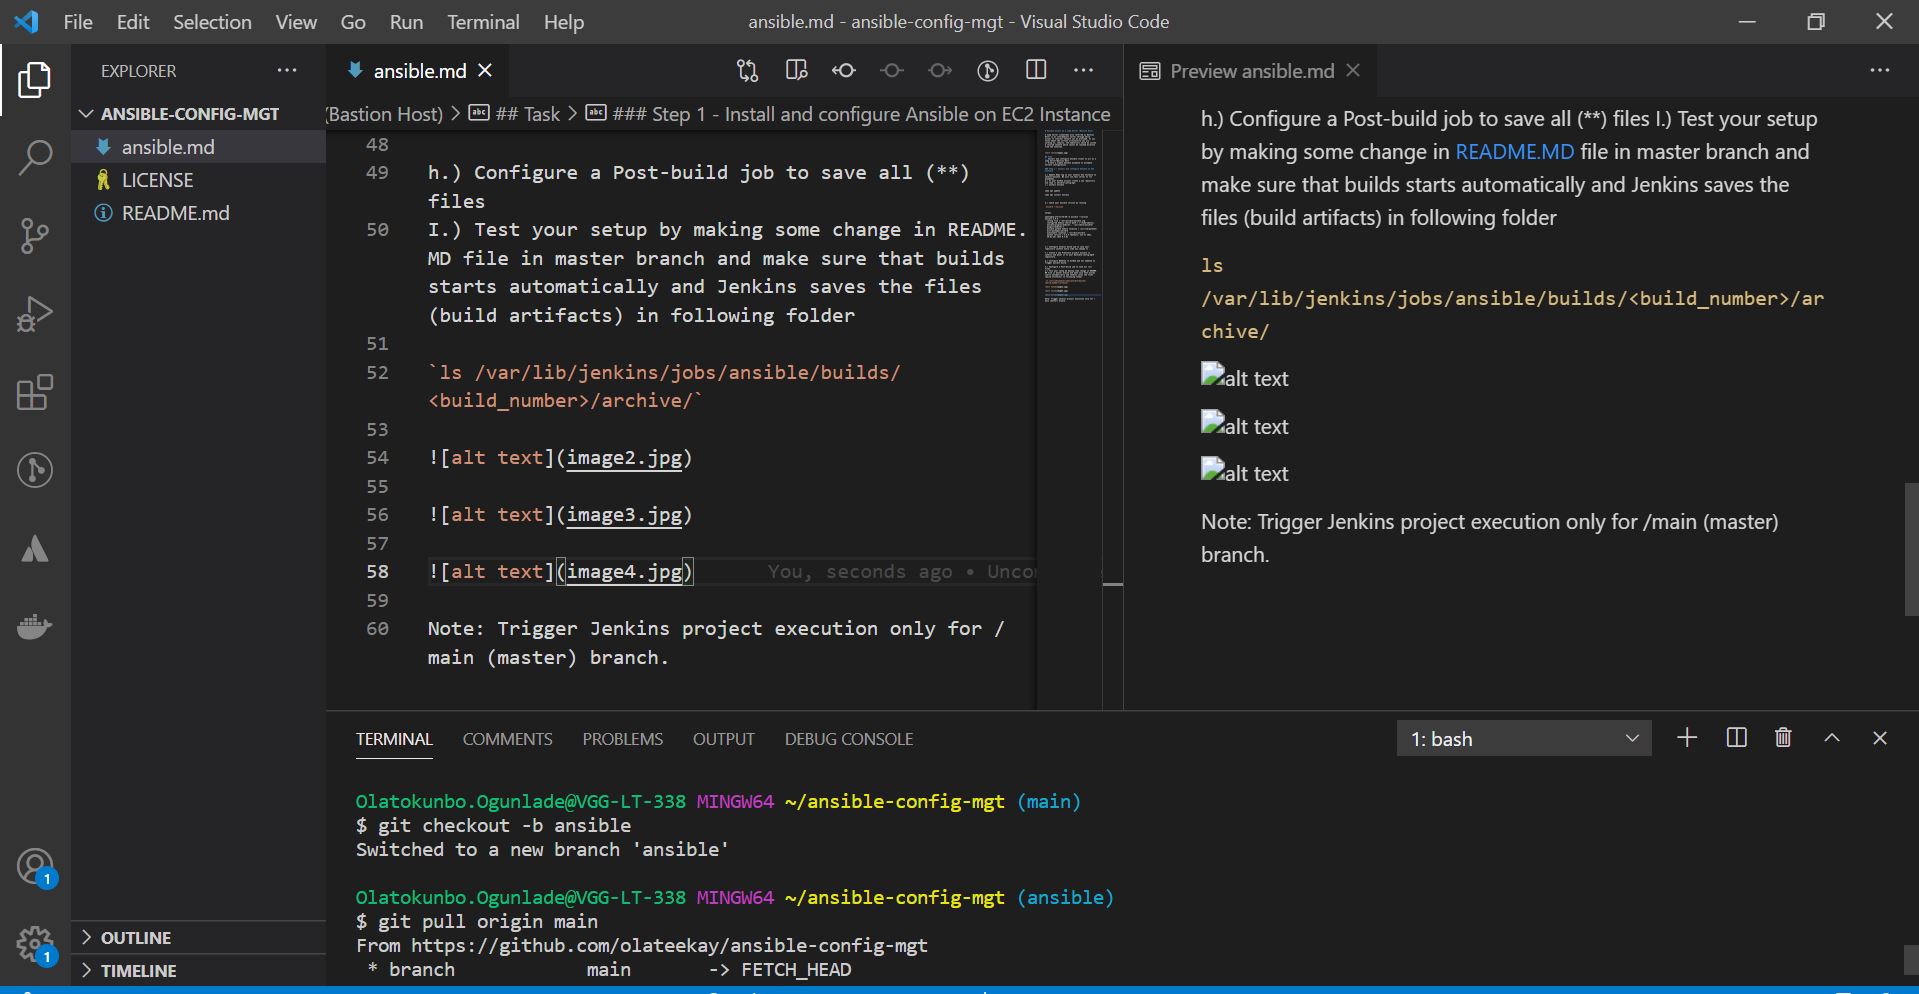 File Edit Selection View Go Run Terminal Help
ansible.md - ansible-config-mgt - Visual Studio Code
EXPLORER
ANSIBLE-CONFIG-MGT
ansible.md
LICENSE
README.md
OUTLINE
TIMELINE
1
1
ansible.md
(Bastion Host) > ## Task > ### Step 1 - Install and configure Ansible on EC2 Instance
48
49 h.) Configure a Post-build job to save all (**)
files
50 I.) Test your setup by making some change in README.
MD file in master branch and make sure that builds
starts automatically and Jenkins saves the files
(build artifacts) in following folder
51
52 `ls /var/lib/jenkins/jobs/ansible/builds/
<build_number>/archive/`
53
54 ![alt text](image2.jpg)
55
56 ![alt text](image3.jpg)
57
58 ![alt text](image4.jpg) You, seconds ago •
59
60 Note: Trigger Jenkins project execution only for /
main (master) branch.
Preview ansible.md
h.) Configure a Post-build job to save all (**) files I.) Test your setup
by making some change in README.MD file in master branch and
make sure that builds starts automatically and Jenkins saves the
files (build artifacts) in following folder
ls
/var/lib/jenkins/jobs/ansible/builds/<build_number>/ar
chive/
alt text
alt text
alt text
Note: Trigger Jenkins project execution only for /main (master)
branch.
TERMINAL COMMENTS PROBLEMS OUTPUT DEBUG CONSOLE
1: bash
Olatokunbo.Ogunlade@VGG-LT-338 MINGW64 ~/ansible-config-mgt (main)
$ git checkout -b ansible
Switched to a new branch 'ansible'
Olatokunbo.Ogunlade@VGG-LT-338 MINGW64 ~/ansible-config-mgt (ansible)
$ git pull origin main
From https://github.com/olateekay/ansible-config-mgt
* branch main -> FETCH_HEAD